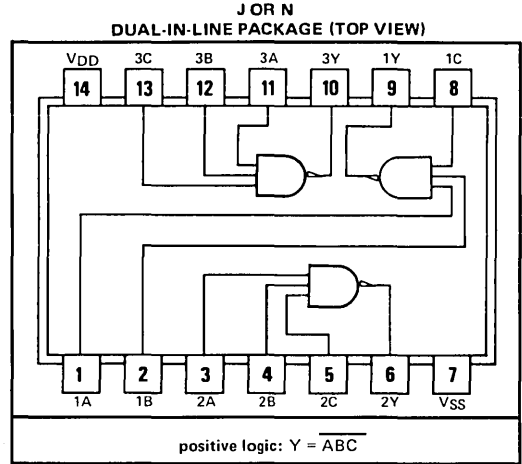 J OR N
DUAL-IN-LINE PACKAGE (TOP VIEW)
VDD 3C 3B 3A 3Y 1Y 1C
14 13 12 11 10 9 8
1 2 3 4 5 6 7
1A 1B 2A 2B 2C 2Y VSS
positive logic: Y = A̅B̅C̅